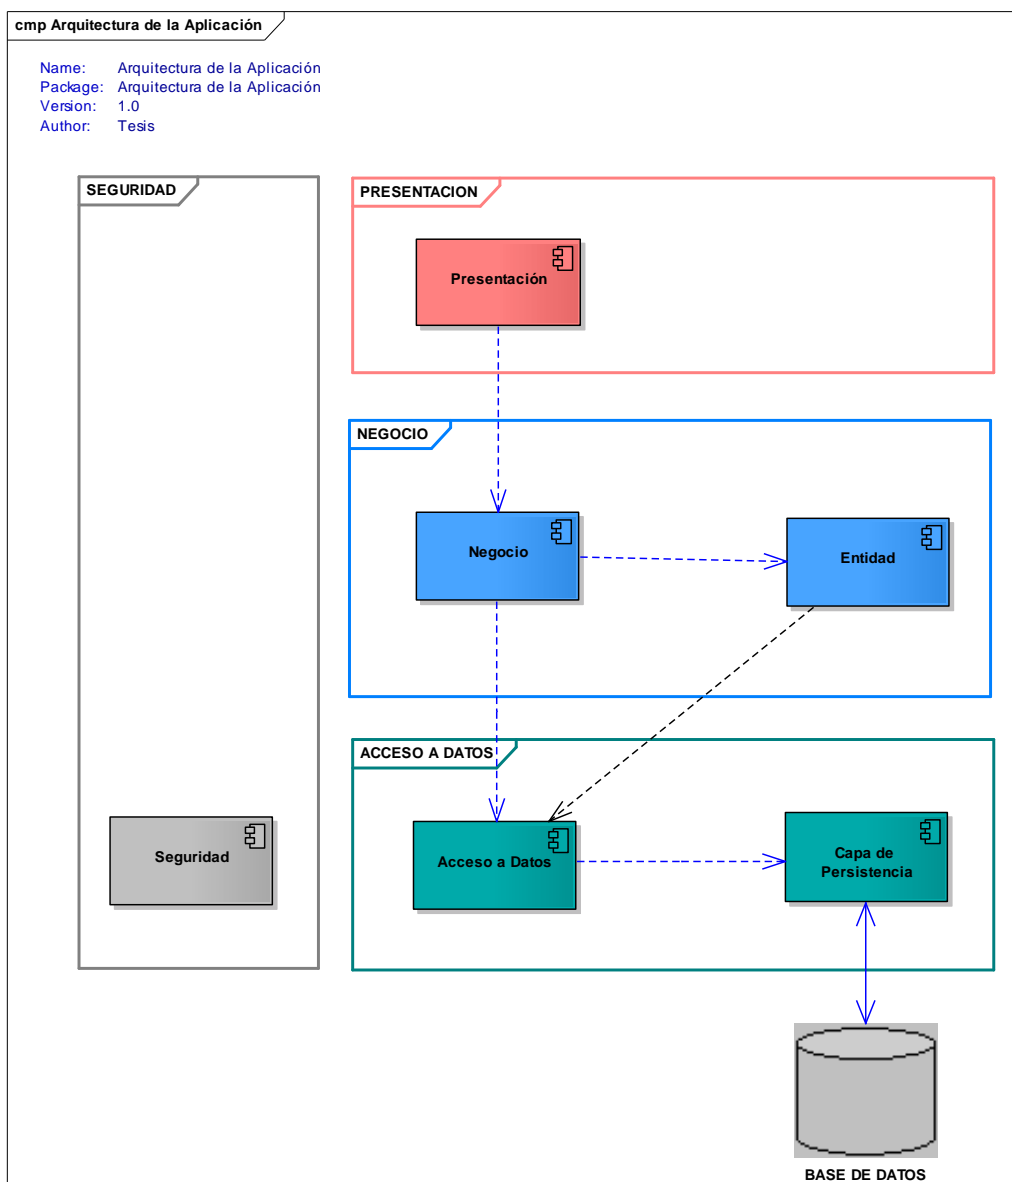 cmp Arquitectura de la Aplicación
Name: Arquitectura de la Aplicación
Package: Arquitectura de la Aplicación
Version: 1.0
Author: Tesis
SEGURIDAD
PRESENTACION
Presentación
NEGOCIO
Negocio
Entidad
ACCESO A DATOS
Seguridad
Acceso a Datos
Capa de
Persistencia
BASE DE DATOS